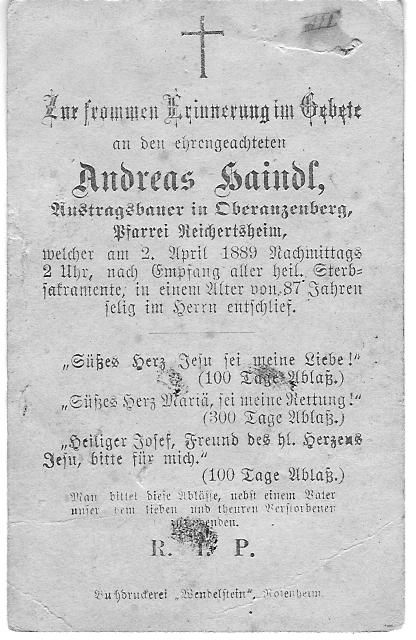 Zur frommen Erinnerung im Gebete
an den ehrengeachteten
Andreas Haindl,
Austragsbauer in Oberanzenberg,
Pfarrei Reichertsheim,
welcher am 2. April 1889 Nachmittags
2 Uhr, nach Empfang aller heil. Sterb-
sakramente, in einem Alter von 87 Jahren
selig im Herrn entschlief.
„Süßes Herz Jesu sei meine Liebe!“
(100 Tage Ablaß.)
„Süßes Herz Mariä, sei meine Rettung!“
(300 Tage Ablaß.)
„Heiliger Josef, Freund des hl. Herzens
Jesu, bitte für mich.“
(100 Tage Ablaß.)
Man bittet diese Ablässe, nebst einem Vater
unser dem lieben und theuren Verstorbener
zuzuwenden.
R. I. P.
Buchdruckerei „Wendelstein“, Rosenheim.